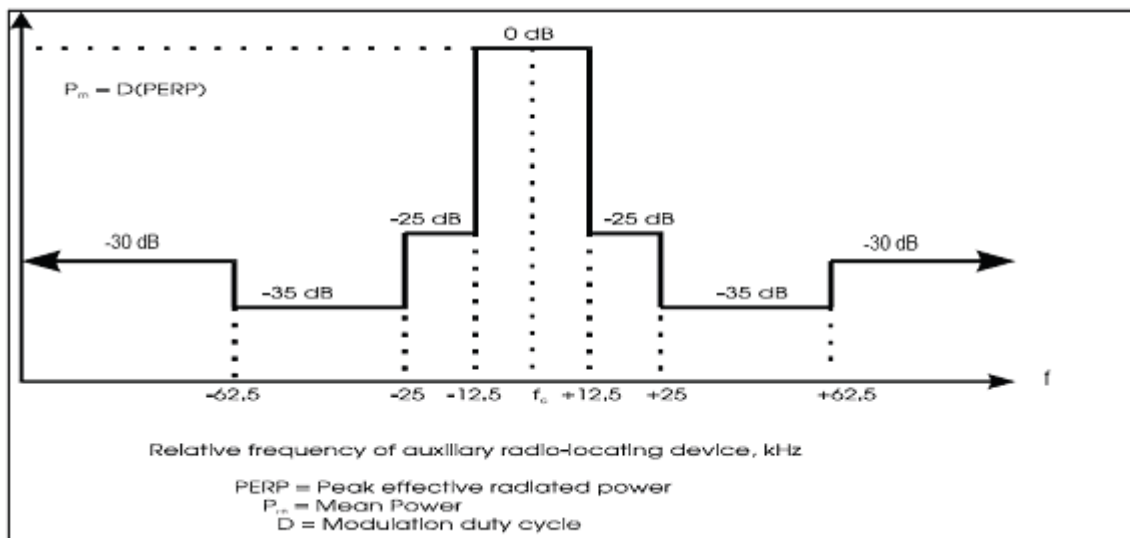 0 dB
Pm = D(PERP)
-25 dB -25 dB
-30 dB -30 dB
-35 dB -35 dB
-62.5 -25 -12.5 fc +12.5 +25 +62.5 f
Relative frequency of auxiliary radio-locating device, kHz
PERP = Peak effective radiated power
Pm = Mean Power
D = Modulation duty cycle